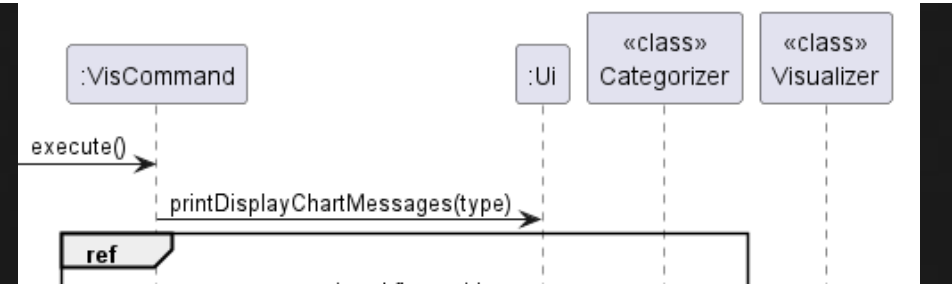 «class» «class»
:VisCommand :Ui Categorizer Visualizer
execute()
printDisplayChartMessages(type)
ref